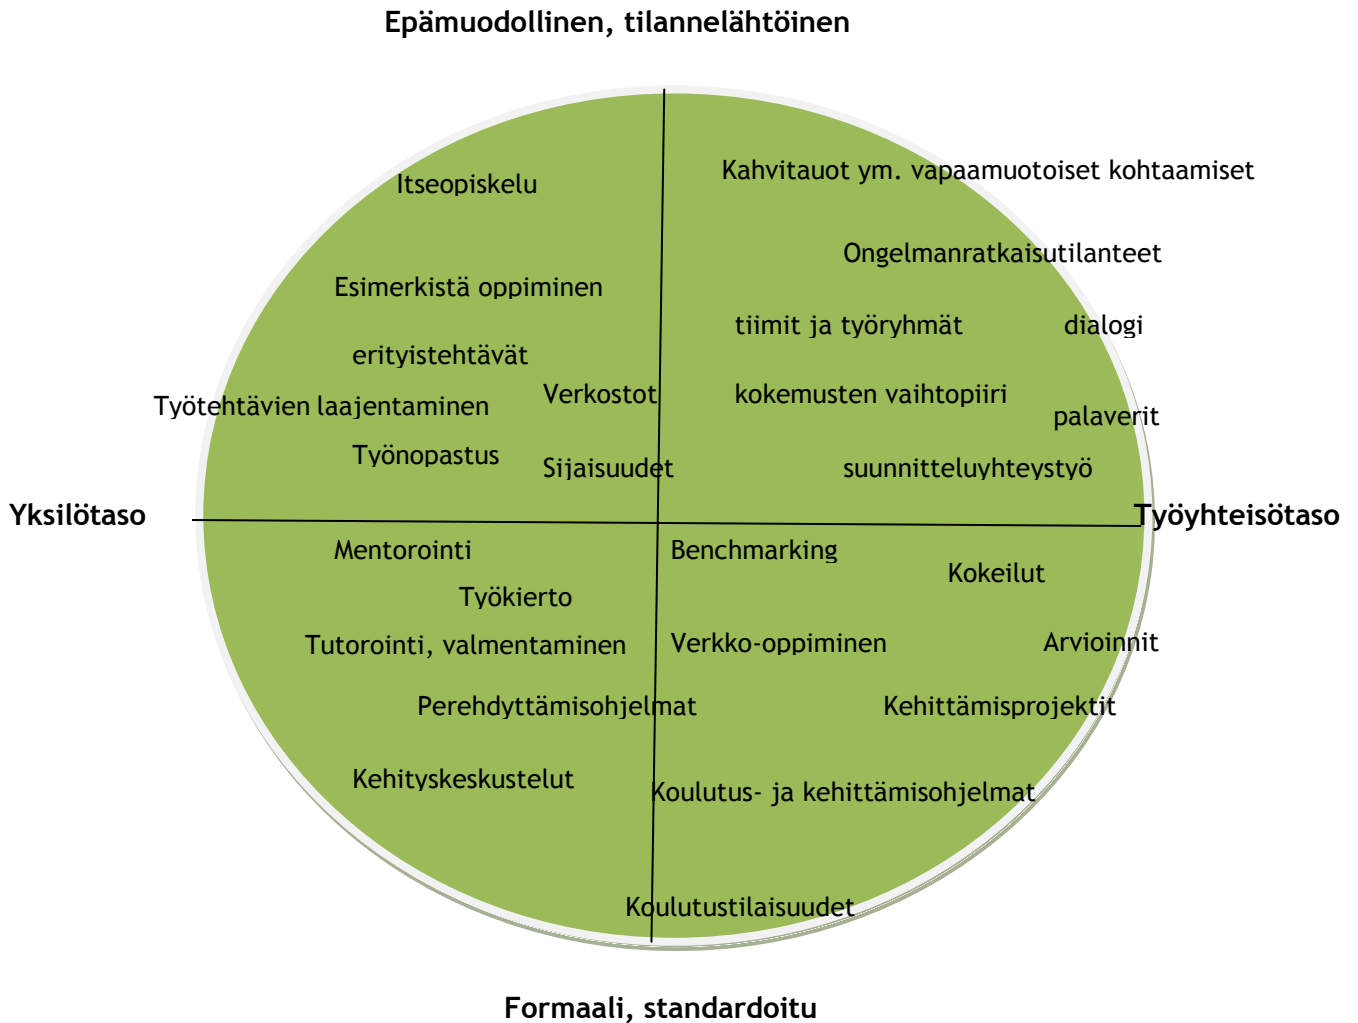 Epämuodollinen, tilannelähtöinen
Kahvitauot ym. vapaamuotoiset kohtaamiset
Itseopiskelu
Ongelmanratkaisutilanteet
Esimerkistä oppiminen
tiimit ja työryhmät
dialogi
erityistehtävät
Verkostot
kokemusten vaihtopiiri
Työtehtävien laajentaminen
palaverit
Työnopastus
Sijaisuudet
suunnitteluyhteystyö
Yksilötaso
Työyhteisötaso
Mentorointi
Benchmarking
Kokeilut
Työkierto
Tutorointi, valmentaminen
Verkko-oppiminen
Arvioinnit
Perehdyttämisohjelmat
Kehittämisprojektit
Kehityskeskustelut
Koulutus- ja kehittämisohjelmat
Koulutustilaisuudet
Formaali, standardoitu